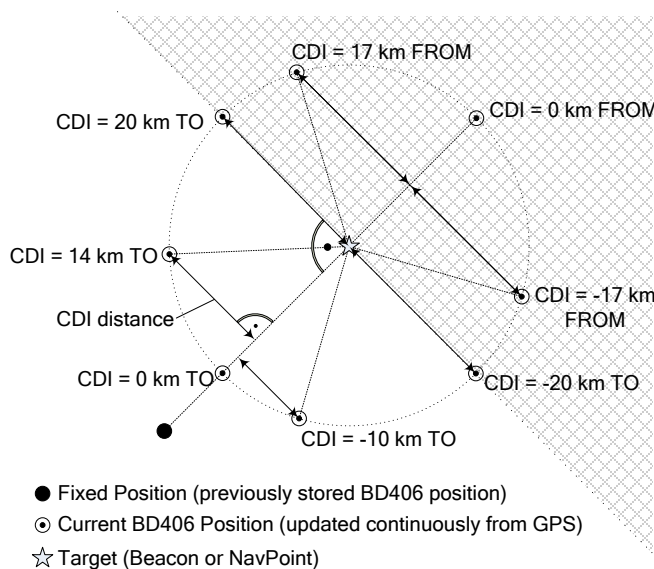 CDI = 17 km FROM
CDI = 20 km TO
CDI = 0 km FROM
CDI = 14 km TO
CDI = -17 km
FROM
CDI distance
CDI = 0 km TO
CDI = -20 km TO
CDI = -10 km TO
Fixed Position (previously stored BD406 position)
Current BD406 Position (updated continuously from GPS)
Target (Beacon or NavPoint)